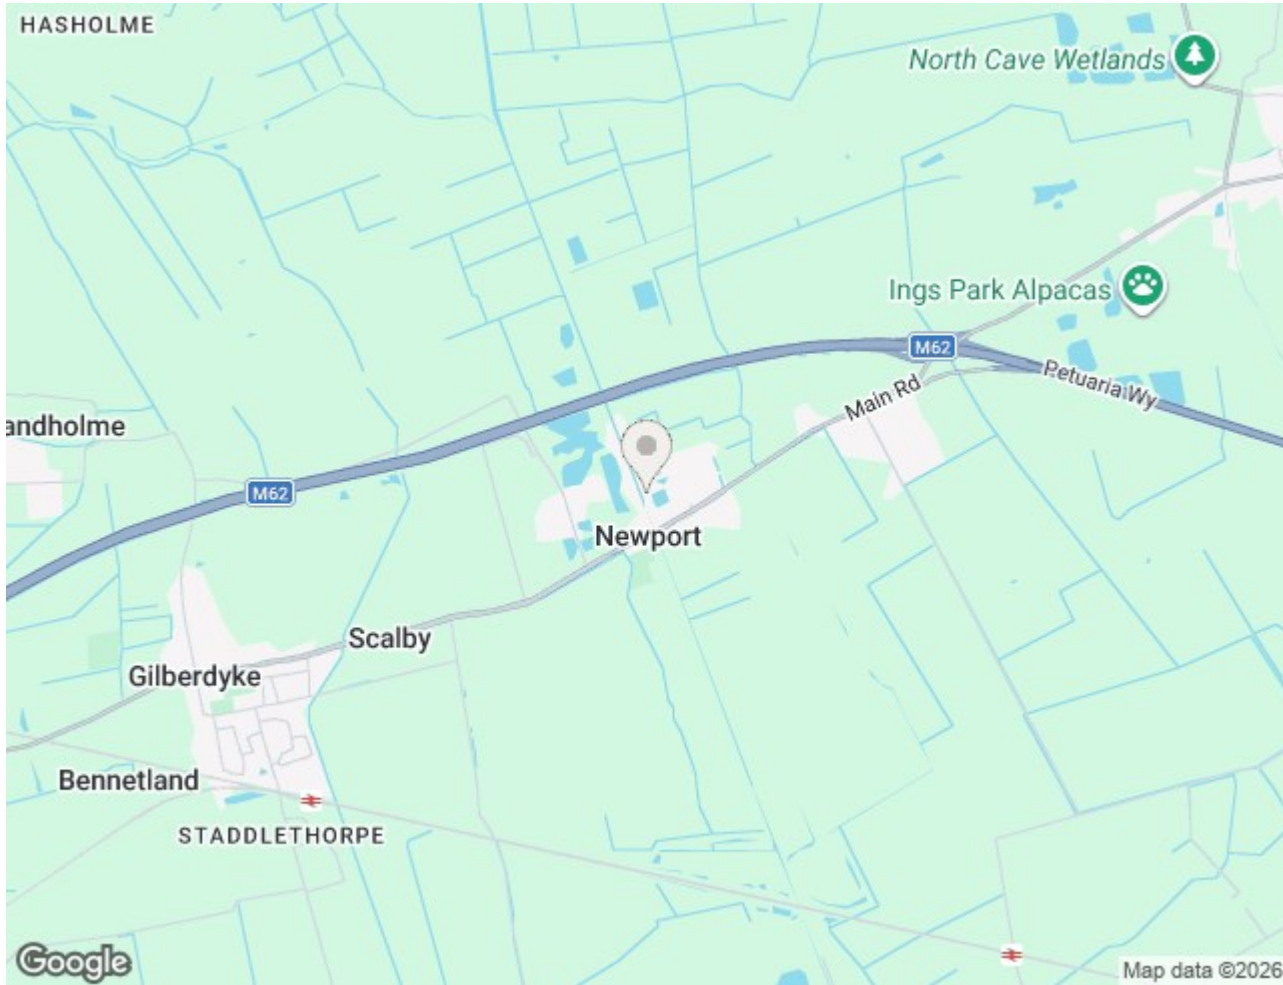 HASHOLME
North Cave Wetlands
Ings Park Alpacas
M62
Petuaria Wy
Main Rd
andholme
M62
Newport
Scalby
Gilberdyke
Bennetland
STADDLETHORPE
Google
Map data ©2026